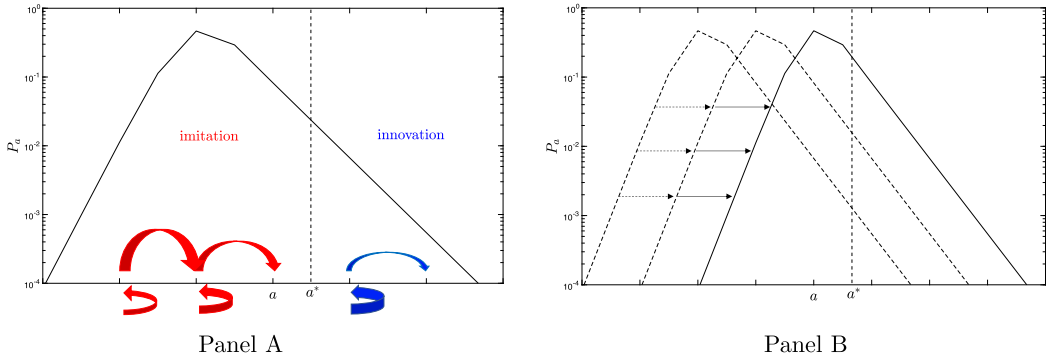 10^0
10^-1
10^-2
10^-3
10^-4
P_a
imitation
innovation
a
a*
Panel A
10^0
10^-1
10^-2
10^-3
10^-4
P_a
a
a*
Panel B